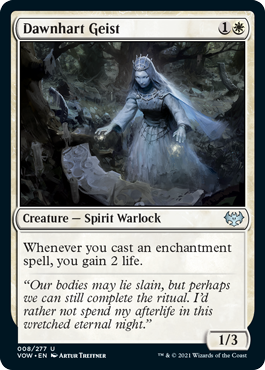 Dawnhart Geist 1
Creature — Spirit Warlock
Whenever you cast an enchantment
spell, you gain 2 life.
“Our bodies may lie slain, but perhaps
we can still complete the ritual. I’d
rather not spend my afterlife in this
wretched eternal night.”
1/3
008/277 U
VOW • EN Artur Treffner
™ & © 2021 Wizards of the Coast